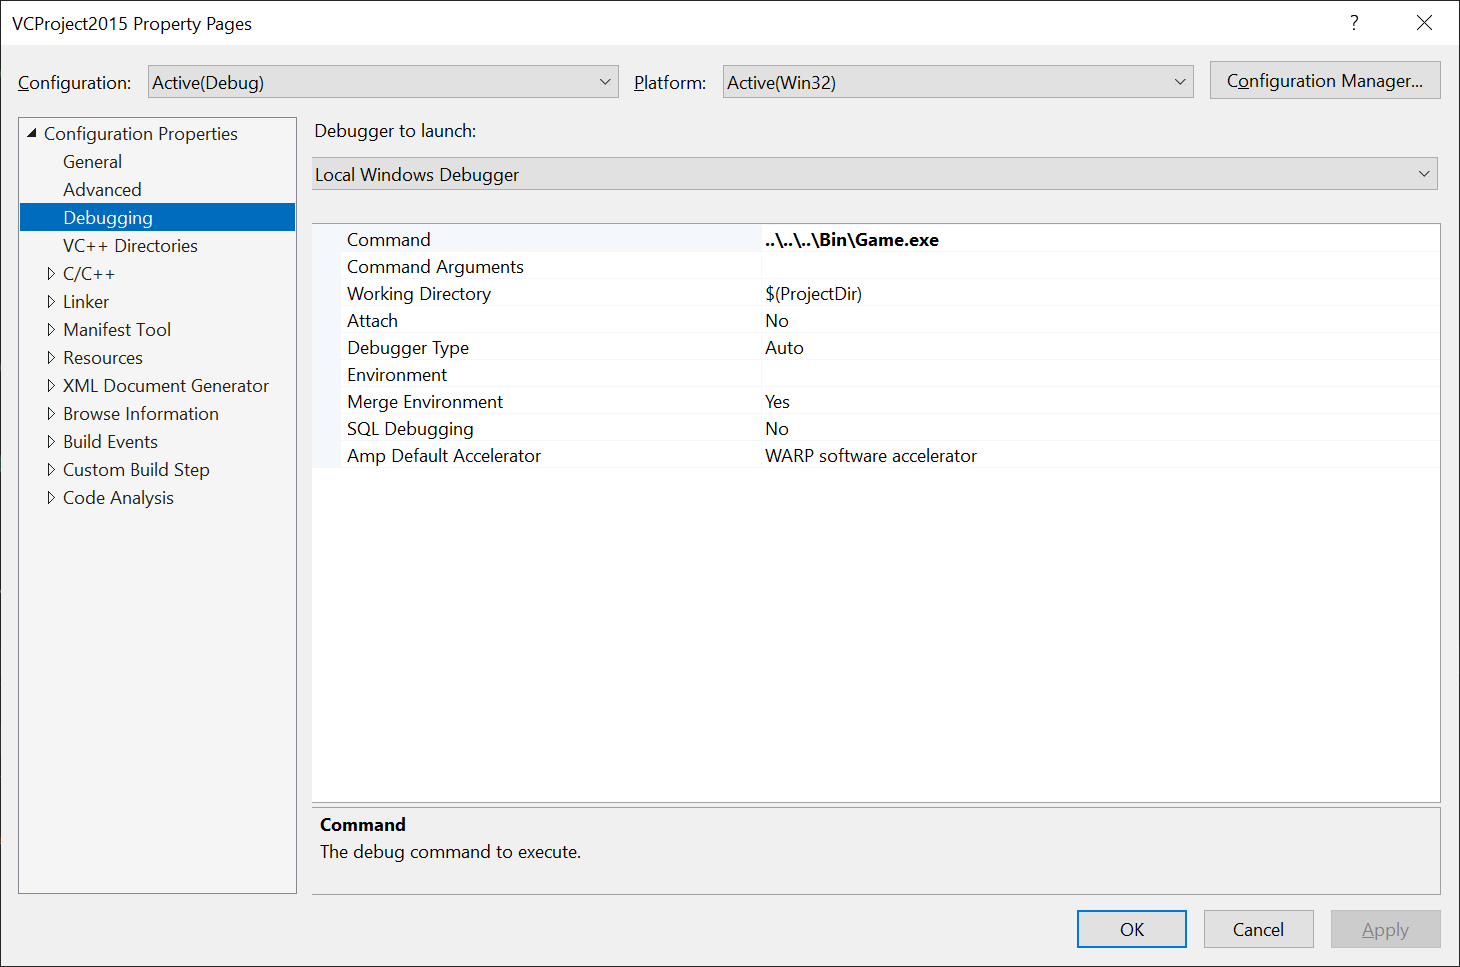 VCProject2015 Property Pages
?
Configuration: Active(Debug) Platform: Active(Win32) Configuration Manager...
Configuration Properties
General
Advanced
Debugging
VC++ Directories
C/C++
Linker
Manifest Tool
Resources
XML Document Generator
Browse Information
Build Events
Custom Build Step
Code Analysis
Debugger to launch:
Local Windows Debugger
Command ..\..\..\Bin\Game.exe
Command Arguments
Working Directory $(ProjectDir)
Attach No
Debugger Type Auto
Environment
Merge Environment Yes
SQL Debugging No
Amp Default Accelerator WARP software accelerator
Command
The debug command to execute.
OK Cancel Apply